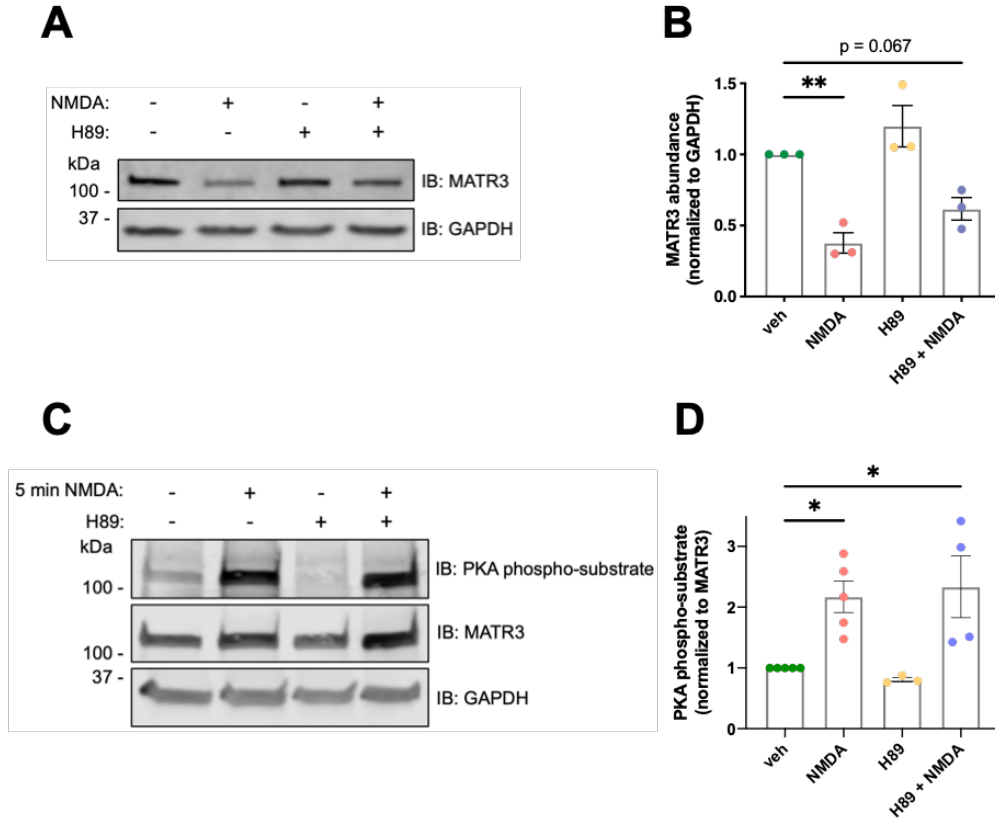 A
NMDA: - + - +
H89: - - + +
kDa
100 -
IB: MATR3
37 -
IB: GAPDH
B
p = 0.067
**
MATR3 abundance
(normalized to GAPDH)
1.5
1.0
0.5
0.0
veh
NMDA
H89
H89 + NMDA
C
5 min NMDA: - + - +
H89: - - + +
kDa
100 -
IB: PKA phospho-substrate
IB: MATR3
100 -
37 -
IB: GAPDH
D
*
*
PKA phospho-substrate
(normalized to MATR3)
3
2
1
0
veh
NMDA
H89
H89 + NMDA